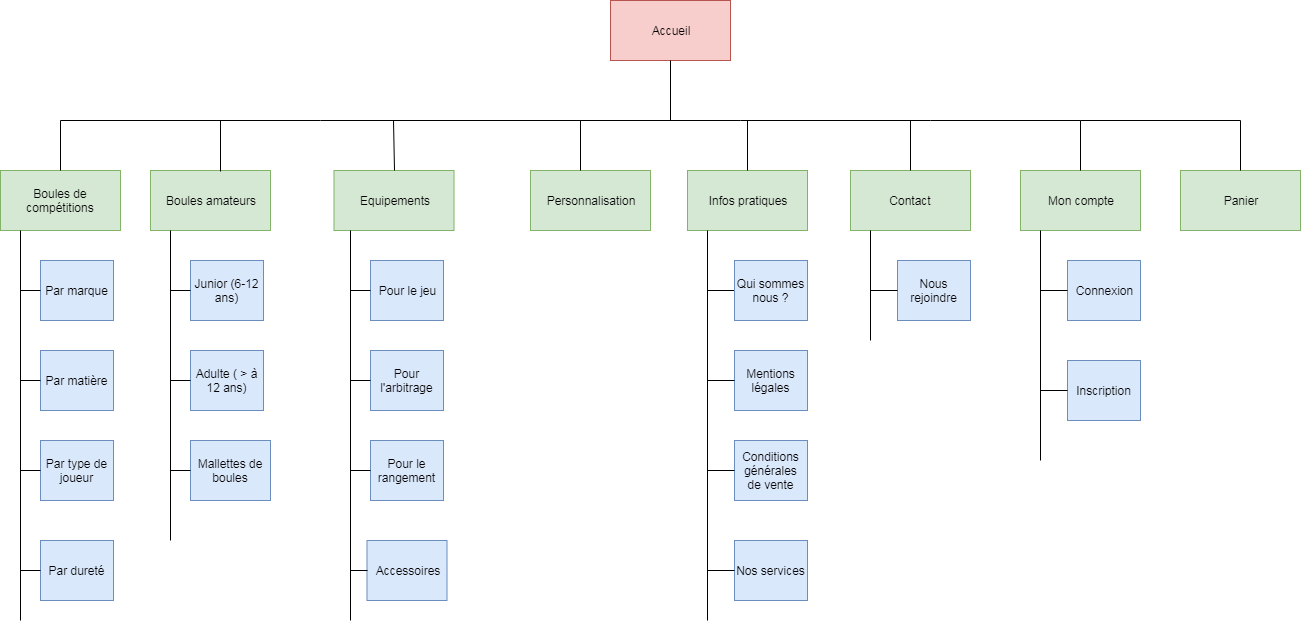 Accueil
Boules de
compétitions
Boules amateurs
Equipements
Personnalisation
Infos pratiques
Contact
Mon compte
Panier
Par marque
Junior (6-12
ans)
Pour le jeu
Qui sommes
nous ?
Nous
rejoindre
Connexion
Par matière
Adulte ( > à
12 ans)
Pour
l'arbitrage
Mentions
légales
Inscription
Par type de
joueur
Mallettes de
boules
Pour le
rangement
Conditions
générales
de vente
Par dureté
Accessoires
Nos services